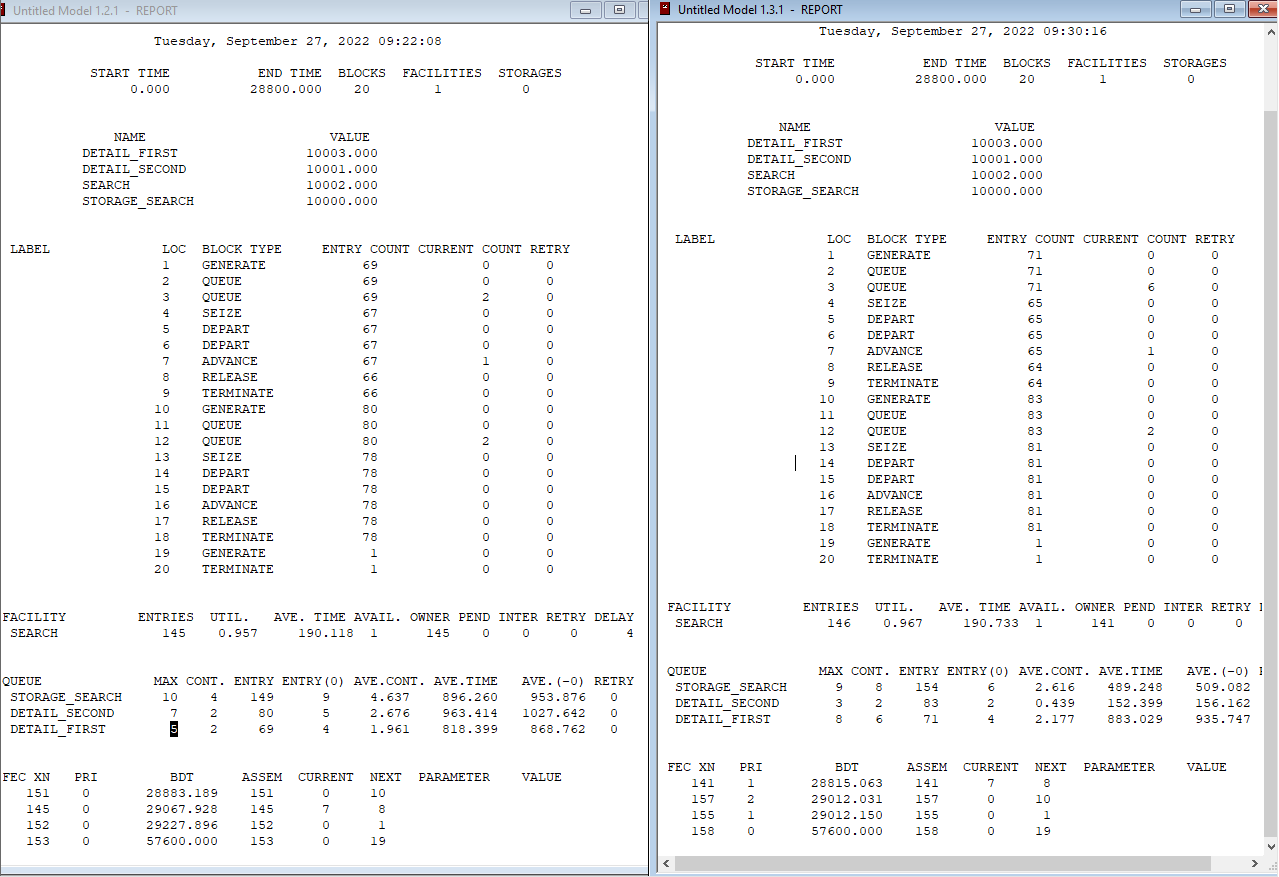 Untitled Model 1.2.1 - REPORT
Tuesday, September 27, 2022 09:22:08
START TIME END TIME BLOCKS FACILITIES STORAGES
0.000 28800.000 20 1 0
NAME VALUE
DETAIL_FIRST 10003.000
DETAIL_SECOND 10001.000
SEARCH 10002.000
STORAGE_SEARCH 10000.000
LABEL LOC BLOCK TYPE ENTRY COUNT CURRENT COUNT RETRY
1 GENERATE 69 0 0
2 QUEUE 69 0 0
3 QUEUE 69 2 0
4 SEIZE 67 0 0
5 DEPART 67 0 0
6 DEPART 67 0 0
7 ADVANCE 67 1 0
8 RELEASE 66 0 0
9 TERMINATE 66 0 0
10 GENERATE 80 0 0
11 QUEUE 80 0 0
12 QUEUE 80 2 0
13 SEIZE 78 0 0
14 DEPART 78 0 0
15 DEPART 78 0 0
16 ADVANCE 78 0 0
17 RELEASE 78 0 0
18 TERMINATE 78 0 0
19 GENERATE 1 0 0
20 TERMINATE 1 0 0
FACILITY ENTRIES UTIL. AVE. TIME AVAIL. OWNER PEND INTER RETRY DELAY
SEARCH 145 0.957 190.118 1 145 0 0 0 4
QUEUE MAX CONT. ENTRY ENTRY(0) AVE.CONT. AVE.TIME AVE.(-0) RETRY
STORAGE_SEARCH 10 4 149 9 4.637 896.260 953.876 0
DETAIL_SECOND 7 2 80 5 2.676 963.414 1027.642 0
DETAIL_FIRST 5 2 69 4 1.961 818.399 868.762 0
FEC XN PRI BDT ASSEM CURRENT NEXT PARAMETER VALUE
151 0 28883.189 151 0 10
145 0 29067.928 145 7 8
152 0 29227.896 152 0 1
153 0 57600.000 153 0 19
Untitled Model 1.3.1 - REPORT
Tuesday, September 27, 2022 09:30:16
START TIME END TIME BLOCKS FACILITIES STORAGES
0.000 28800.000 20 1 0
NAME VALUE
DETAIL_FIRST 10003.000
DETAIL_SECOND 10001.000
SEARCH 10002.000
STORAGE_SEARCH 10000.000
LABEL LOC BLOCK TYPE ENTRY COUNT CURRENT COUNT RETRY
1 GENERATE 71 0 0
2 QUEUE 71 0 0
3 QUEUE 71 6 0
4 SEIZE 65 0 0
5 DEPART 65 0 0
6 DEPART 65 0 0
7 ADVANCE 65 1 0
8 RELEASE 64 0 0
9 TERMINATE 64 0 0
10 GENERATE 83 0 0
11 QUEUE 83 0 0
12 QUEUE 83 2 0
13 SEIZE 81 0 0
14 DEPART 81 0 0
15 DEPART 81 0 0
16 ADVANCE 81 0 0
17 RELEASE 81 0 0
18 TERMINATE 81 0 0
19 GENERATE 1 0 0
20 TERMINATE 1 0 0
FACILITY ENTRIES UTIL. AVE. TIME AVAIL. OWNER PEND INTER RETRY
SEARCH 146 0.967 190.733 1 141 0 0 0
QUEUE MAX CONT. ENTRY ENTRY(0) AVE.CONT. AVE.TIME AVE.(-0)
STORAGE_SEARCH 9 8 154 6 2.616 489.248 509.082
DETAIL_SECOND 3 2 83 2 0.439 152.399 156.162
DETAIL_FIRST 8 6 71 4 2.177 883.029 935.747
FEC XN PRI BDT ASSEM CURRENT NEXT PARAMETER VALUE
141 1 28815.063 141 7 8
157 2 29012.031 157 0 10
155 1 29012.150 155 0 1
158 0 57600.000 158 0 19